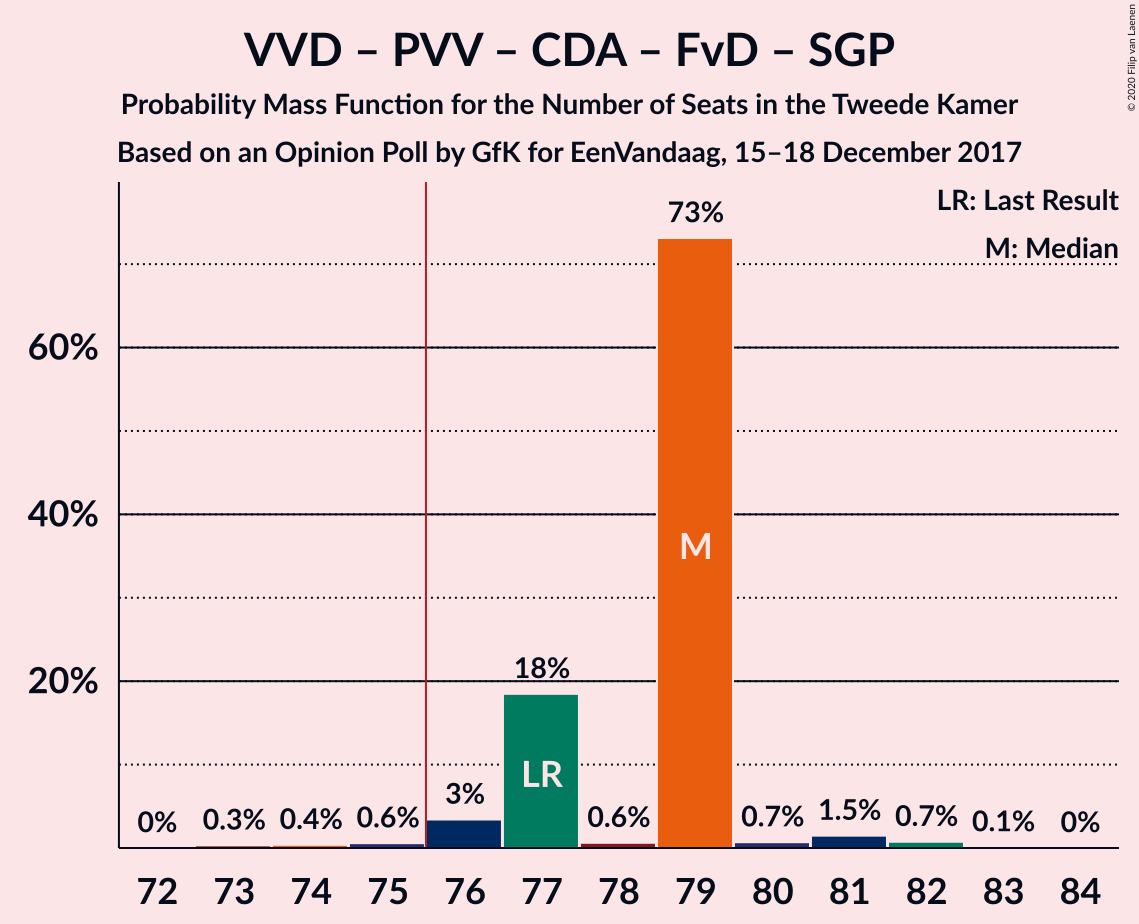 VVD – PVV – CDA – FvD – SGP
Probability Mass Function for the Number of Seats in the Tweede Kamer
Based on an Opinion Poll by GfK for EenVandaag, 15–18 December 2017
© 2020 Filip van Laenen
LR: Last Result
M: Median
60%
40%
20%
0%
0.3%
0.4%
0.6%
3%
18%
0.6%
73%
0.7%
1.5%
0.7%
0.1%
0%
LR
M
72 73 74 75 76 77 78 79 80 81 82 83 84